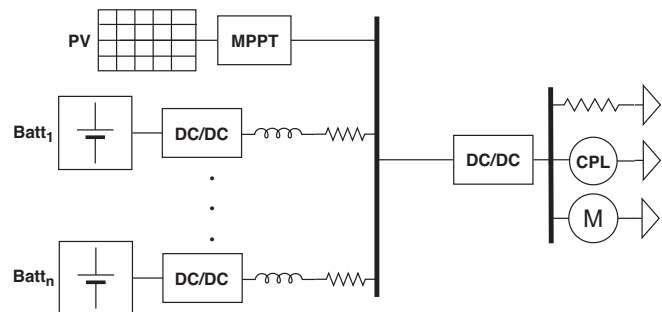 PV
MPPT
Batt1
DC/DC
DC/DC
CPL
M
Battn
DC/DC